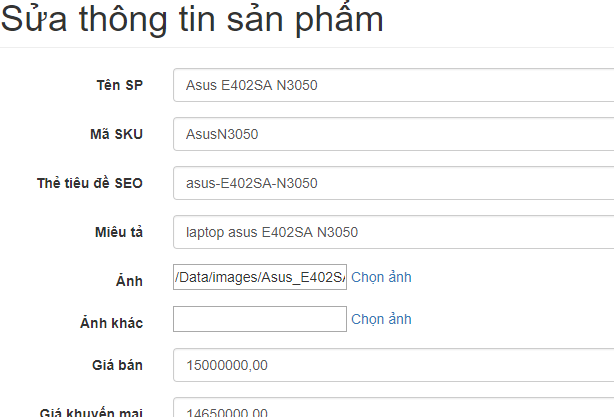 Sửa thông tin sản phẩm
Tên SP Asus E402SA N3050
Mã SKU AsusN3050
Thẻ tiêu đề SEO asus-E402SA-N3050
Miêu tả laptop asus E402SA N3050
Ảnh /Data/images/Asus_E402SA Chọn ảnh
Ảnh khác Chọn ảnh
Giá bán 15000000,00
Giá khuyến mại 14650000,00